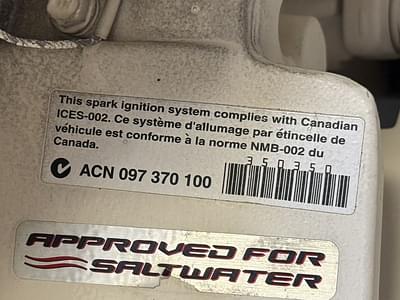 This spark ignition system complies with Canadian
ICES-002. Ce système d'allumage par étincelle de
véhicule est conforme à la norme NMB-002 du
Canada.
350350
ACN 097 370 100
APPROVED FOR
SALTWATER